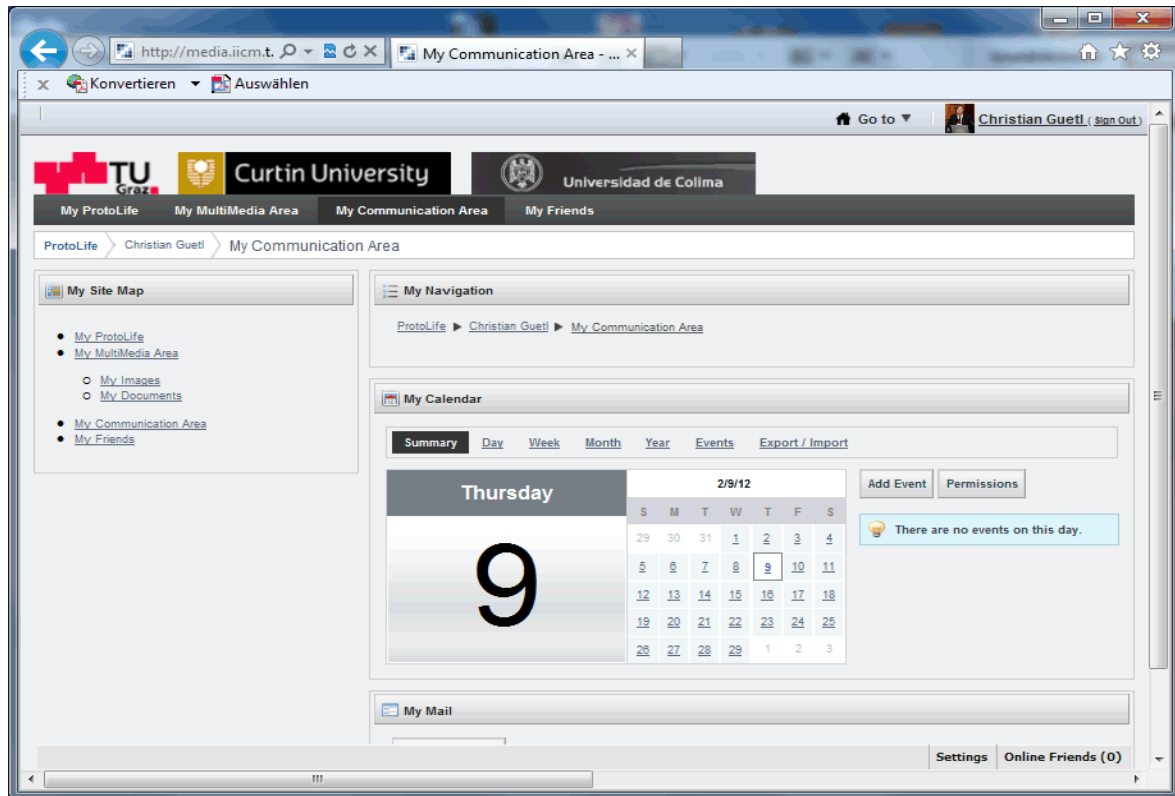 http://media.iicm.t. My Communication Area - ...
x Konvertieren Auswählen
Go to ▼ Christian Guetl ( Sign Out )
TU Graz Curtin University Universidad de Colima
My ProtoLife My MultiMedia Area My Communication Area My Friends
ProtoLife Christian Guetl My Communication Area
My Site Map
My ProtoLife
My MultiMedia Area
My Images
My Documents
My Communication Area
My Friends
My Navigation
ProtoLife ▶ Christian Guetl ▶ My Communication Area
My Calendar
Summary Day Week Month Year Events Export / Import
Thursday
9
2/9/12
S M T W T F S
29 30 31 1 2 3 4
5 6 7 8 9 10 11
12 13 14 15 16 17 18
19 20 21 22 23 24 25
26 27 28 29 1 2 3
Add Event Permissions
There are no events on this day.
My Mail
Settings Online Friends (0)